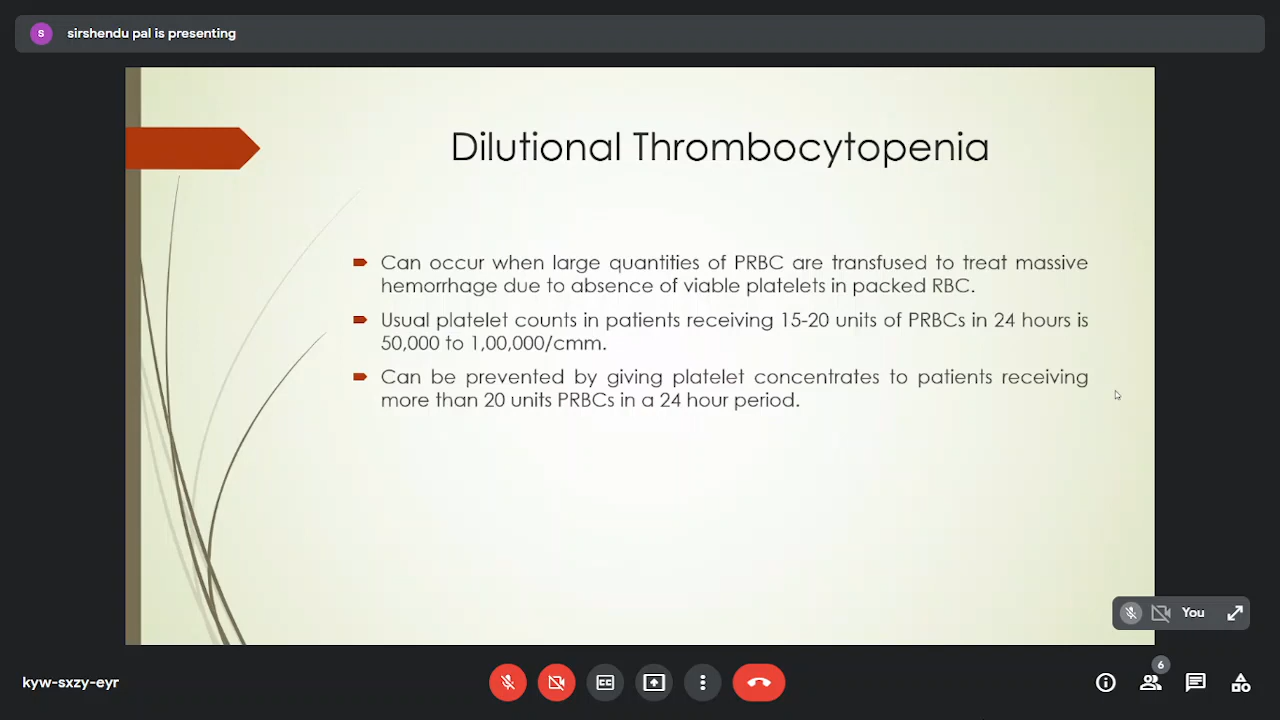 S
sirshendu pal is presenting
Dilutional Thrombocytopenia
Can occur when large quantities of PRBC are transfused to treat massive
hemorrhage due to absence of viable platelets in packed RBC.
Usual platelet counts in patients receiving 15-20 units of PRBCs in 24 hours is
50,000 to 1,00,000/cmm.
Can be prevented by giving platelet concentrates to patients receiving
more than 20 units PRBCs in a 24 hour period.
You
kyw-sxzy-eyr
CC
6